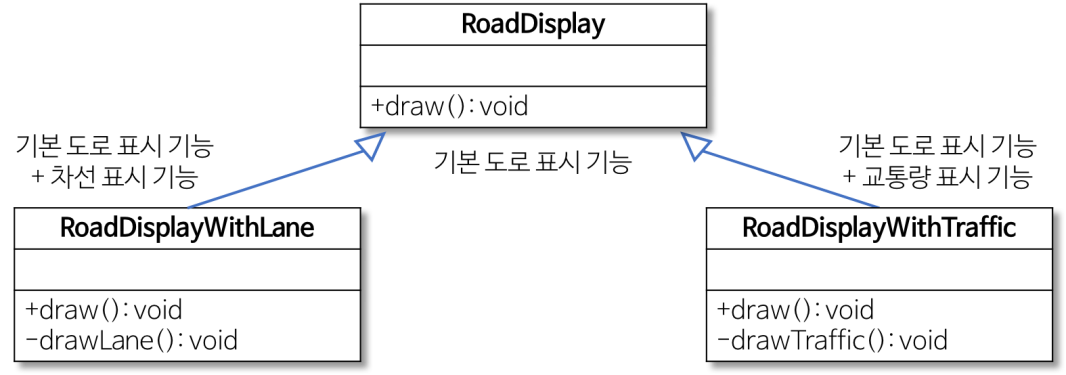 RoadDisplay
+draw():void
기본 도로 표시 기능
+ 차선 표시 기능
기본 도로 표시 기능
기본 도로 표시 기능
+ 교통량 표시 기능
RoadDisplayWithLane
+draw():void
-drawLane():void
RoadDisplayWithTraffic
+draw():void
-drawTraffic():void